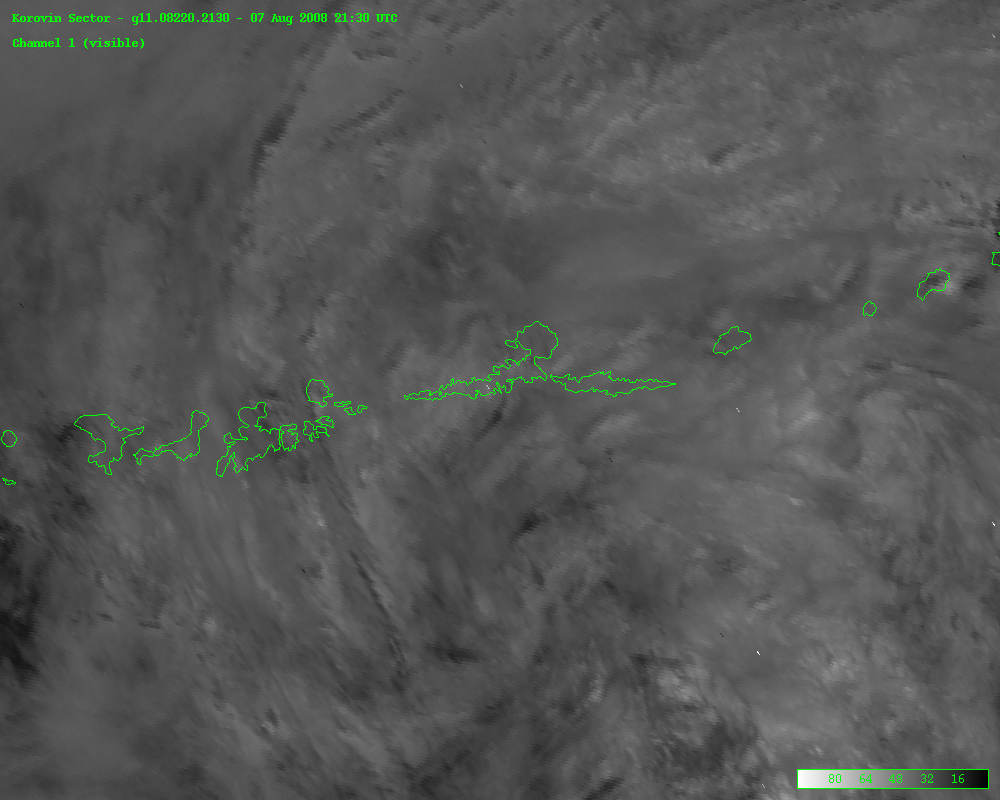 Korovin Sector - g11.08220.2130 - 07 Aug 2008 21:30 UTC
Channel 1 (visible)
80 64 48 32 16